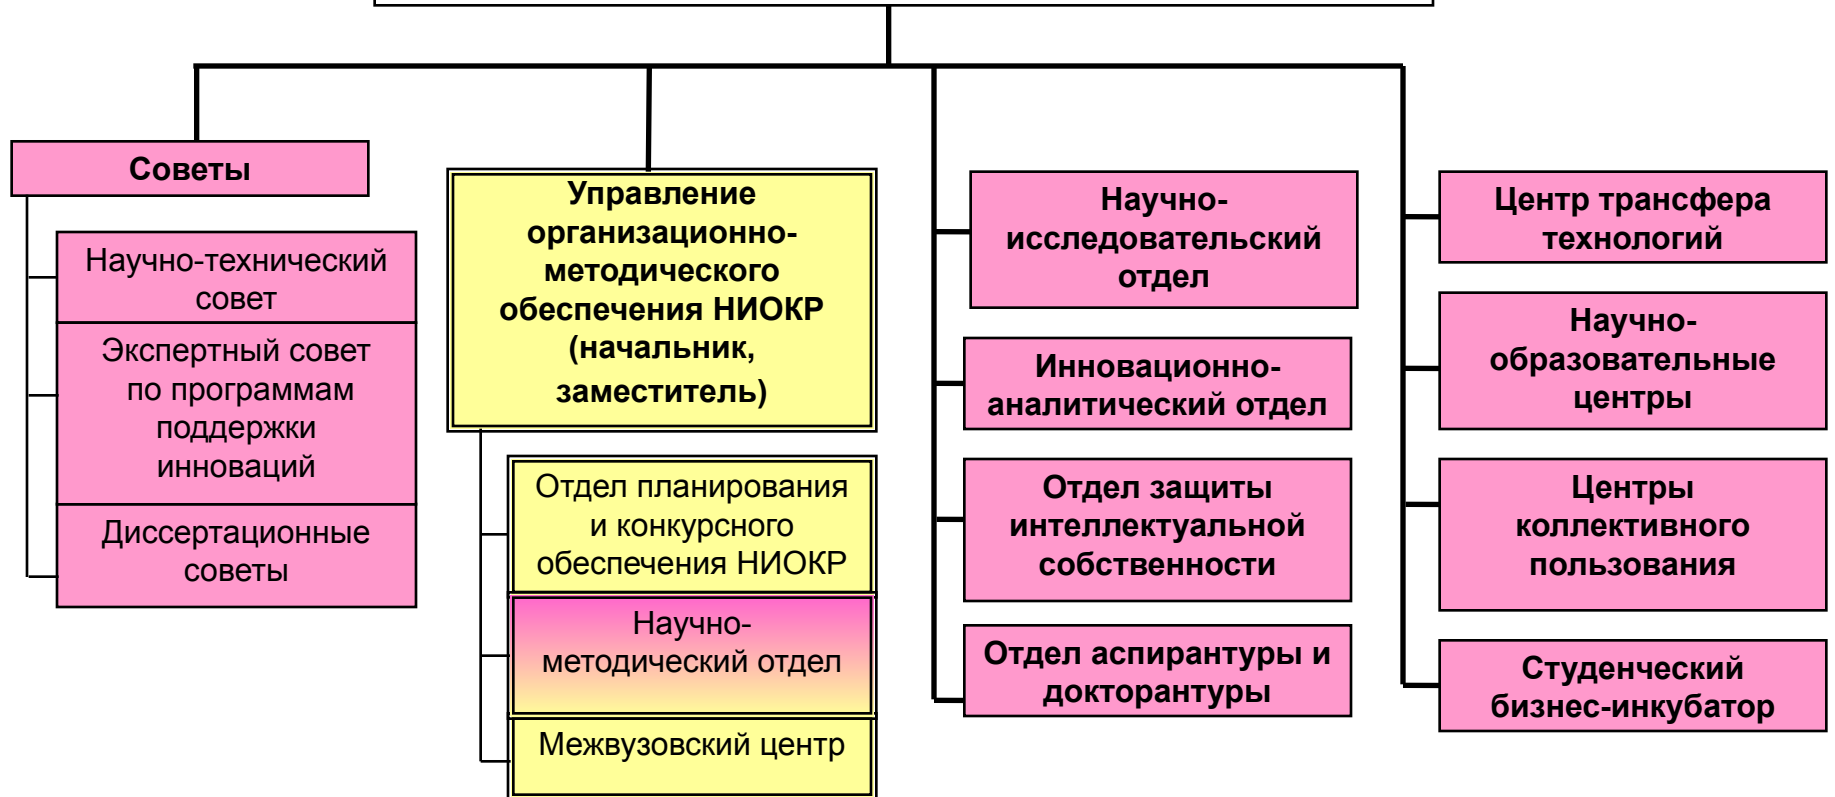 Советы
Научно-технический
совет
Экспертный совет
по программам
поддержки
инноваций
Диссертационные
советы
Управление
организационно-
методического
обеспечения НИОКР
(начальник,
заместитель)
Отдел планирования
и конкурсного
обеспечения НИОКР
Научно-
методический отдел
Межвузовский центр
Научно-
исследовательский
отдел
Инновационно-
аналитический отдел
Отдел защиты
интеллектуальной
собственности
Отдел аспирантуры и
докторантуры
Центр трансфера
технологий
Научно-
образовательные
центры
Центры
коллективного
пользования
Студенческий
бизнес-инкубатор